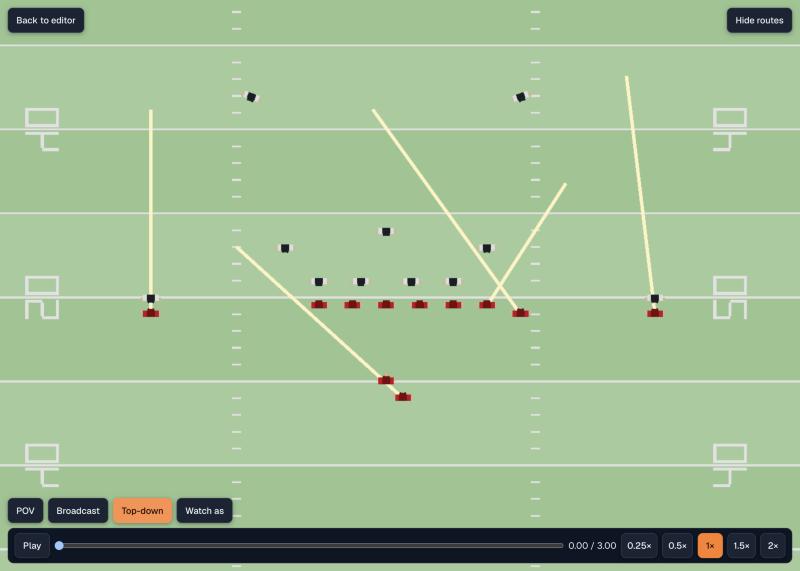 Back to editor
Hide routes
POV
Broadcast
Top-down
Watch as
Play
0.00 / 3.00
0.25×
0.5×
1×
1.5×
2×